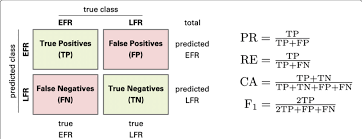 true class
EFR LFR total
True Positives
(TP)
False Positives
(FP)
predicted
EFR
False Negatives
(FN)
True Negatives
(TN)
predicted
LFR
true
EFR
true
LFR
predicted class
EFR
LFR
PR = TP / TP+FP
RE = TP / TP+FN
CA = TP+TN / TP+TN+FP+FN
F1 = 2TP / 2TP+FP+FN